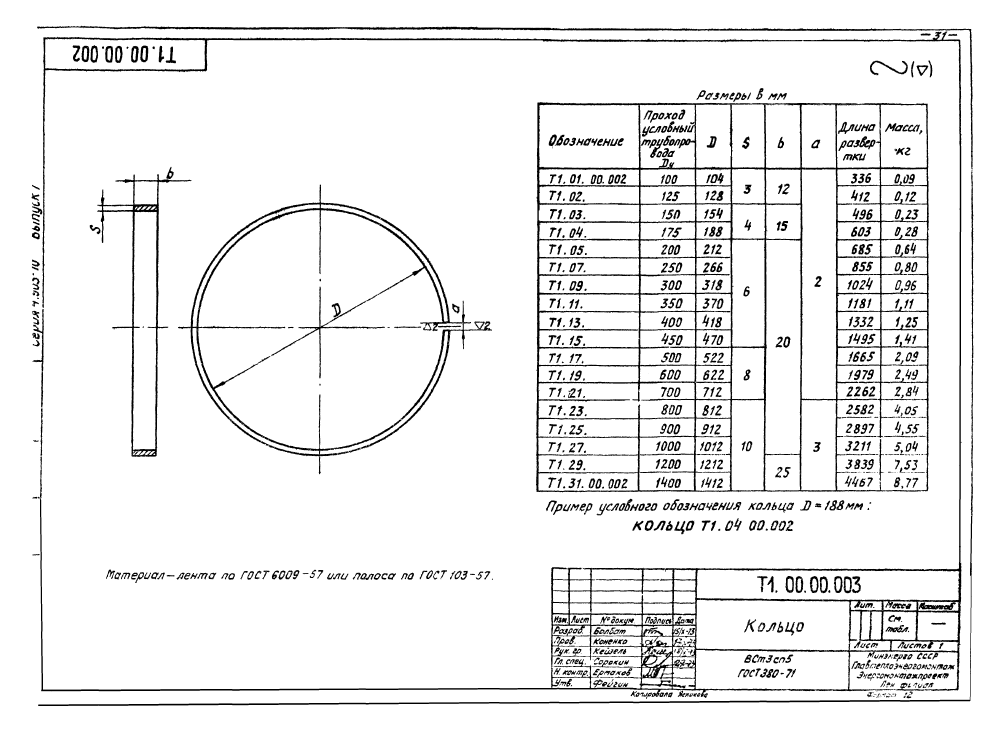 — 31 —
Т1. 00. 00. 002
2 (▽)
Размеры в мм
Обозначение | Проход условный трубопровода Dу | D | S | b | a | Длина развертки | Масса, кг
Т1. 01. 00. 002 | 100 | 104 | 3 | 12 | 2 | 336 | 0,09
Т1. 02. | 125 | 128 | 412 | 0,12
Т1. 03. | 150 | 154 | 4 | 15 | 496 | 0,23
Т1. 04. | 175 | 188 | 603 | 0,28
Т1. 05. | 200 | 212 | 6 | 20 | 685 | 0,64
Т1. 07. | 250 | 266 | 855 | 0,80
Т1. 09. | 300 | 318 | 1024 | 0,96
Т1. 11. | 350 | 370 | 1181 | 1,11
Т1. 13. | 400 | 418 | 1332 | 1,25
Т1. 15. | 450 | 470 | 1495 | 1,41
Т1. 17. | 500 | 522 | 8 | 1665 | 2,09
Т1. 19. | 600 | 622 | 1979 | 2,49
Т1. 21. | 700 | 712 | 2262 | 2,84
Т1. 23. | 800 | 812 | 10 | 3 | 2582 | 4,05
Т1. 25. | 900 | 912 | 2897 | 4,55
Т1. 27. | 1000 | 1012 | 3211 | 5,04
Т1. 29. | 1200 | 1212 | 25 | 3839 | 7,53
Т1. 31. 00. 002 | 1400 | 1412 | 4467 | 8,77
b
S
D
a
△2 ▽2
Серия 4.903-10 выпуск 1
Пример условного обозначения кольца D = 188 мм :
КОЛЬЦО Т1. 04 00.002
Материал — лента по ГОСТ 6009 – 57 или полоса по ГОСТ 103 – 57.
Т1. 00. 00. 003
Кольцо
Лит. Масса Масштаб
См. табл. —
Лист Листов 1
Изм. Лист № докум. Подпись Дата
Разраб. Болбат
Пров. Коненко
Рук. гр. Кешель
Гл. спец. Сорокин
Н. контр. Ермаков
Утв. Фейгин
ВСт3сп5
ГОСТ 380 – 71
Минэнерго СССР
Главтеплоэнергомонтаж
Энергомонтажпроект
Лен. филиал
Копировала
Формат 12